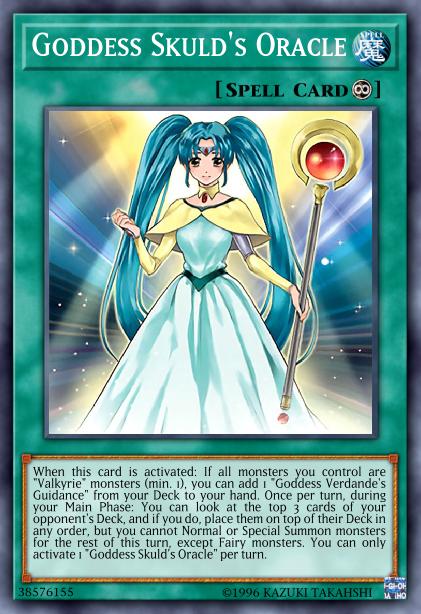 GODDESS SKULD'S ORACLE
SPELL
魔
[SPELL CARD]
When this card is activated: If all monsters you control are
"Valkyrie" monsters (min. 1), you can add 1 "Goddess Verdande's
Guidance" from your Deck to your hand. Once per turn, during
your Main Phase: You can look at the top 3 cards of your
opponent's Deck, and if you do, place them on top of their Deck in
any order, but you cannot Normal or Special Summon monsters
for the rest of this turn, except Fairy monsters. You can only
activate 1 "Goddess Skuld's Oracle" per turn.
38576155
©1996 KAZUKI TAKAHSHI